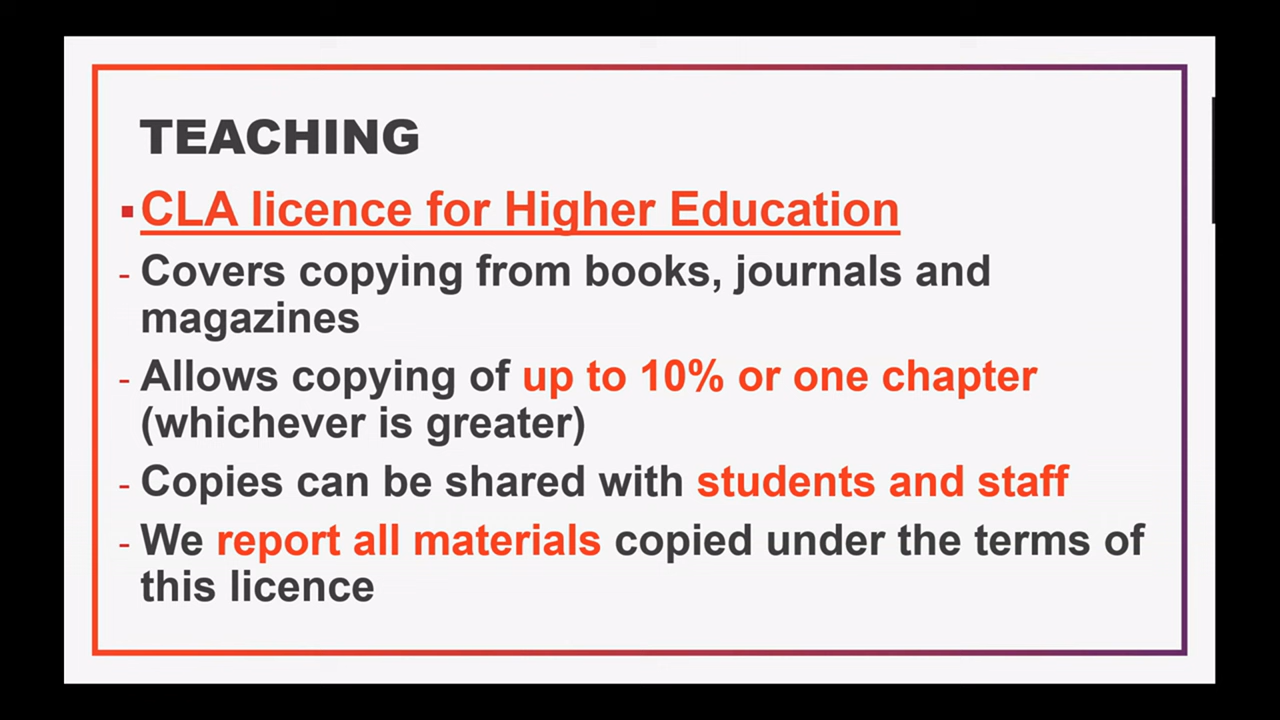 TEACHING
▪CLA licence for Higher Education
- Covers copying from books, journals and
magazines
- Allows copying of up to 10% or one chapter
(whichever is greater)
- Copies can be shared with students and staff
- We report all materials copied under the terms of
this licence